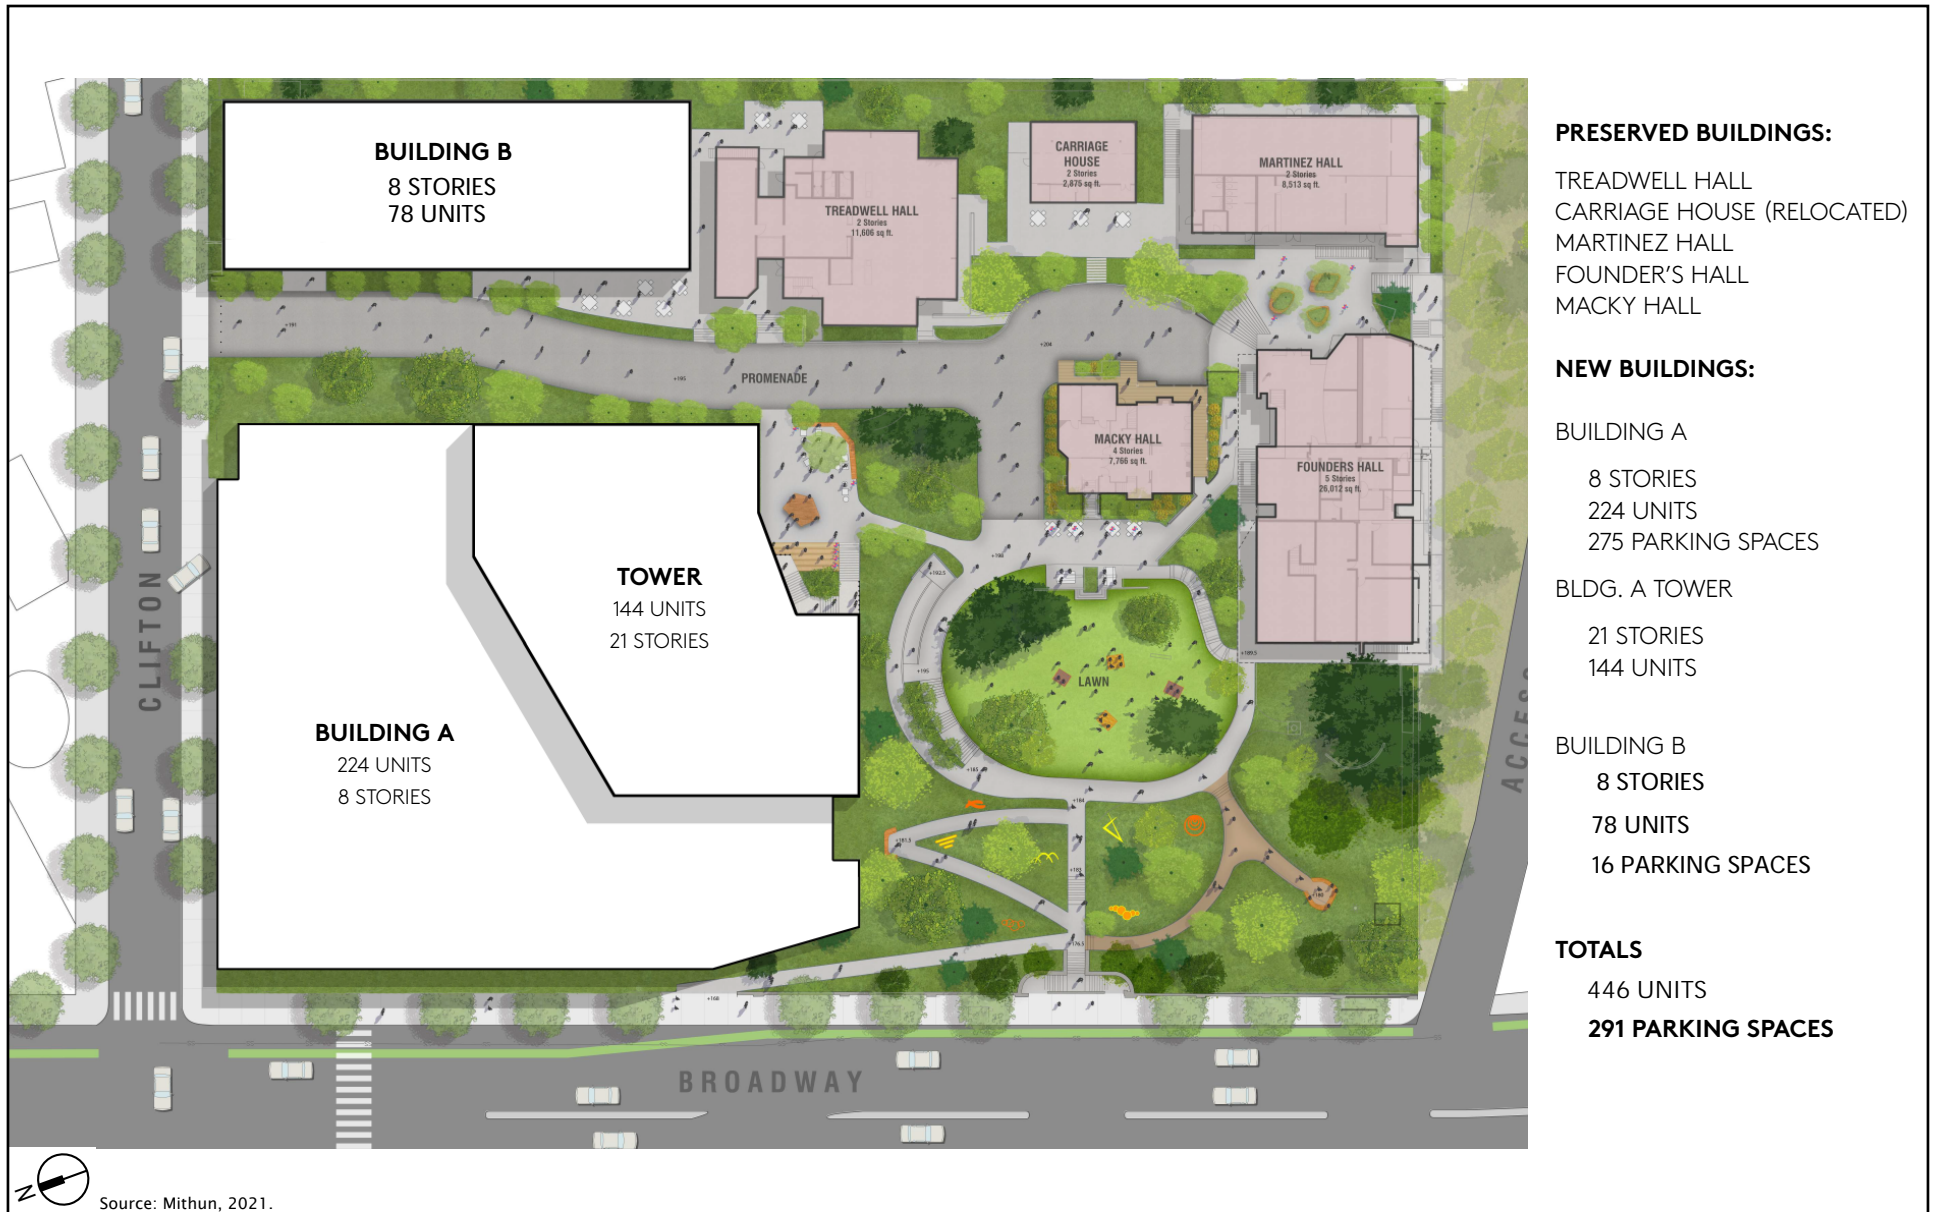 BUILDING B
8 STORIES
78 UNITS
TREADWELL HALL
2 Stories
11,606 sq ft.
CARRIAGE
HOUSE
2 Stories
2,875 sq ft.
MARTINEZ HALL
2 Stories
8,513 sq ft.
PROMENADE
MACKY HALL
4 Stories
7,766 sq ft.
FOUNDERS HALL
5 Stories
26,012 sq ft.
TOWER
144 UNITS
21 STORIES
BUILDING A
224 UNITS
8 STORIES
LAWN
CLIFTON
ACCESS
BROADWAY
N
Source: Mithun, 2021.
PRESERVED BUILDINGS:
TREADWELL HALL
CARRIAGE HOUSE (RELOCATED)
MARTINEZ HALL
FOUNDER'S HALL
MACKY HALL
NEW BUILDINGS:
BUILDING A
8 STORIES
224 UNITS
275 PARKING SPACES
BLDG. A TOWER
21 STORIES
144 UNITS
BUILDING B
8 STORIES
78 UNITS
16 PARKING SPACES
TOTALS
446 UNITS
291 PARKING SPACES